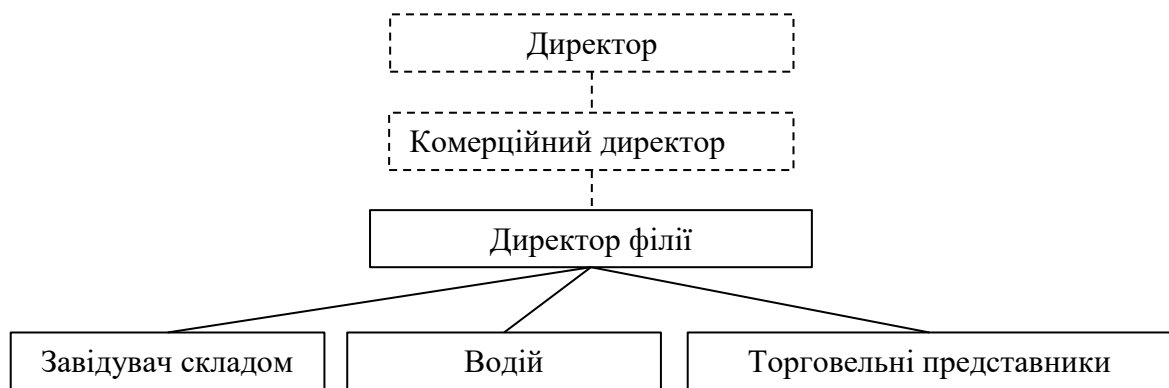 Директор
Комерційний директор
Директор філії
Завідувач складом
Водій
Торговельні представники